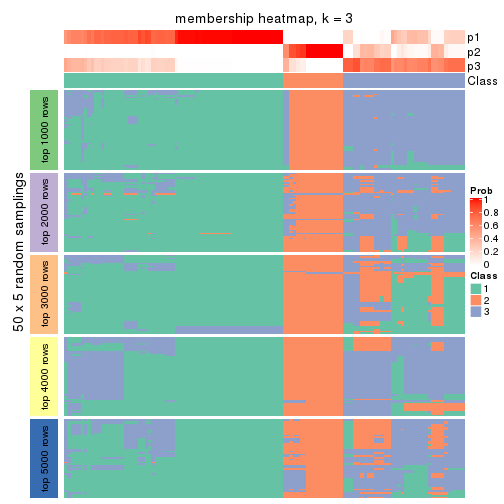 membership heatmap, k = 3
p1
p2
p3
Class
50 x 5 random samplings
top 1000 rows
top 2000 rows
top 3000 rows
top 4000 rows
top 5000 rows
Prob
1
0.8
0.6
0.4
0.2
0
Class
1
2
3